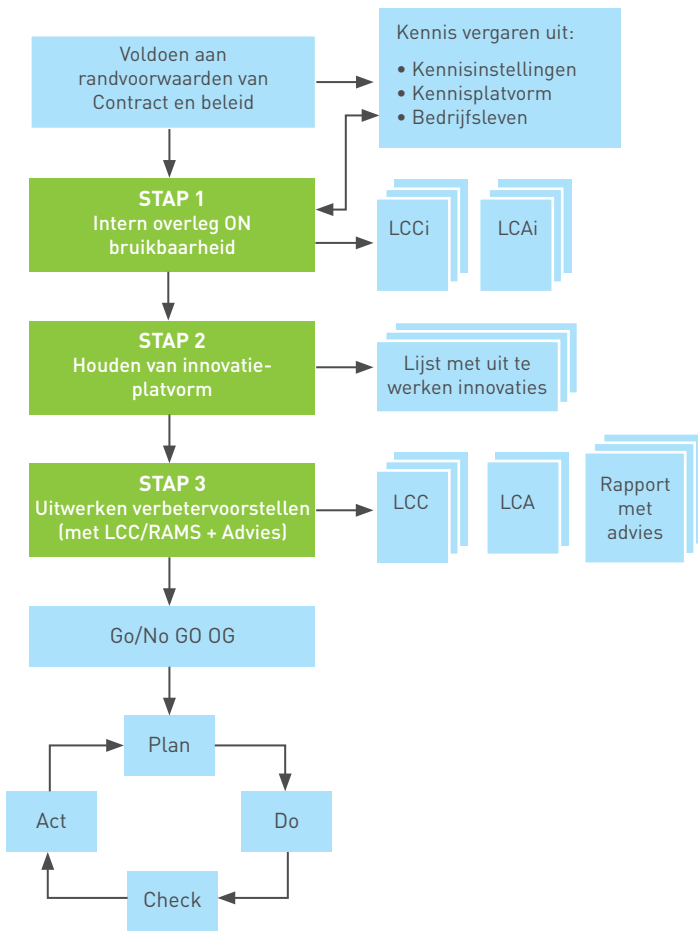 Voldoen aan
randvoorwaarden van
Contract en beleid
Kennis vergaren uit:
• Kennisinstellingen
• Kennisplatvorm
• Bedrijfsleven
STAP 1
Intern overleg ON
bruikbaarheid
LCCi
LCAi
STAP 2
Houden van innovatie-
platvorm
Lijst met uit te
werken innovaties
STAP 3
Uitwerken verbetervoorstellen
(met LCC/RAMS + Advies)
LCC
LCA
Rapport
met
advies
Go/No GO OG
Plan
Act
Do
Check